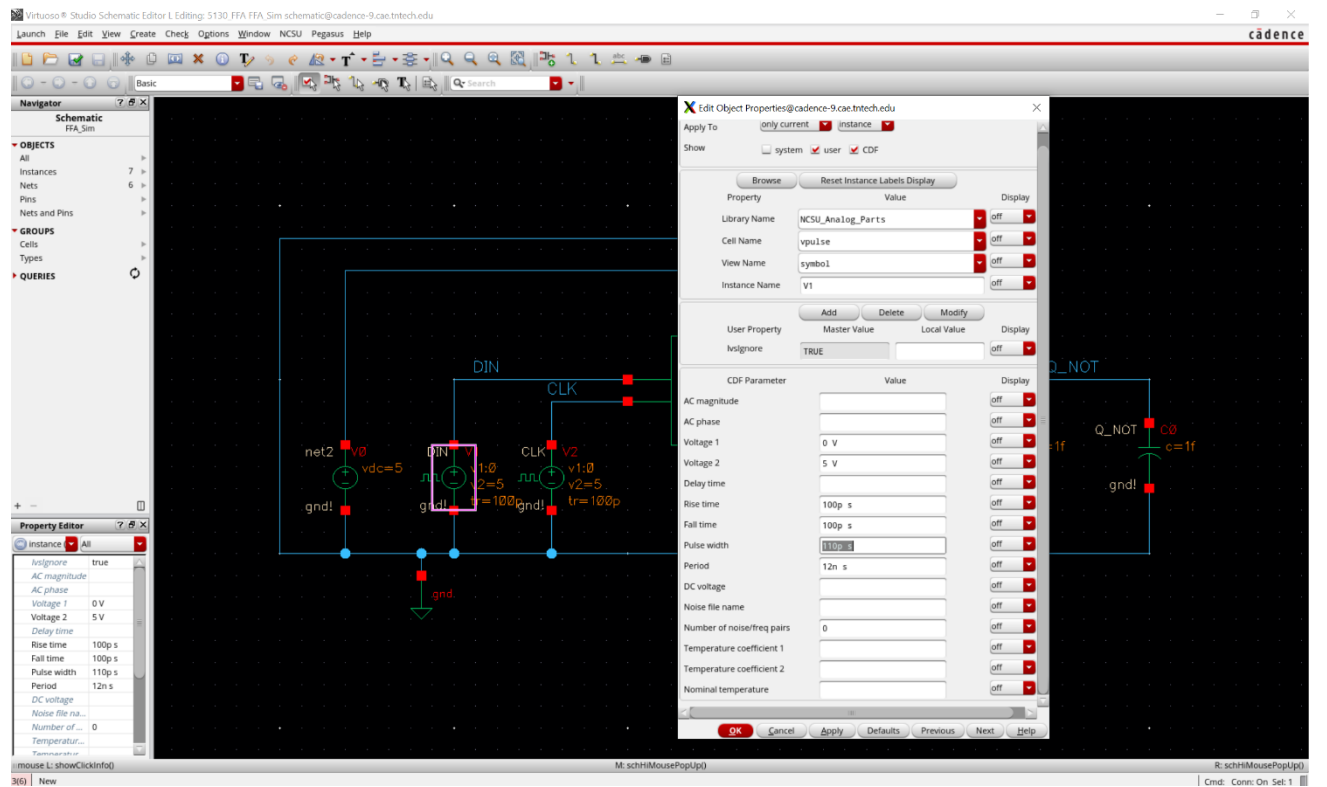 Virtuoso® Studio Schematic Editor L Editing: 5130_FFA FFA_Sim schematic@cadence-9.cae.tntech.edu
Launch File Edit View Create Check Options Window NCSU Pegasus Help
cādence
Basic
Search
Navigator
Schematic
FFA_Sim
OBJECTS
All
Instances 7
Nets 6
Pins
Nets and Pins
GROUPS
Cells
Types
QUERIES
Property Editor
instance ( All
lvsIgnore true
AC magnitude
AC phase
Voltage 1 0 V
Voltage 2 5 V
Delay time
Rise time 100p s
Fall time 100p s
Pulse width 110p s
Period 12n s
DC voltage
Noise file na...
Number of ... 0
Temperatur...
DIN
CLK
net2 V0
vdc=5
gnd!
DIN
v1:0
v2=5
tr=100p
gnd!
CLK V2
v1:0
v2=5
tr=100p
gnd!
gnd.
Q_NOT
Q_NOT C0
c=1f
1f
gnd!
Edit Object Properties@cadence-9.cae.tntech.edu
Apply To only current instance
Show system user CDF
Browse Reset Instance Labels Display
Property Value Display
Library Name NCSU_Analog_Parts off
Cell Name vpulse off
View Name symbol off
Instance Name V1 off
Add Delete Modify
User Property Master Value Local Value Display
lvsIgnore TRUE off
CDF Parameter Value Display
AC magnitude off
AC phase off
Voltage 1 0 V off
Voltage 2 5 V off
Delay time off
Rise time 100p s off
Fall time 100p s off
Pulse width 110p s off
Period 12n s off
DC voltage off
Noise file name off
Number of noise/freq pairs 0 off
Temperature coefficient 1 off
Temperature coefficient 2 off
Nominal temperature off
OK Cancel Apply Defaults Previous Next Help
mouse L: showClickInfo() M: schHiMousePopUp() R: schHiMousePopUp()
3(6) New Cmd: Conn: On Sel: 1